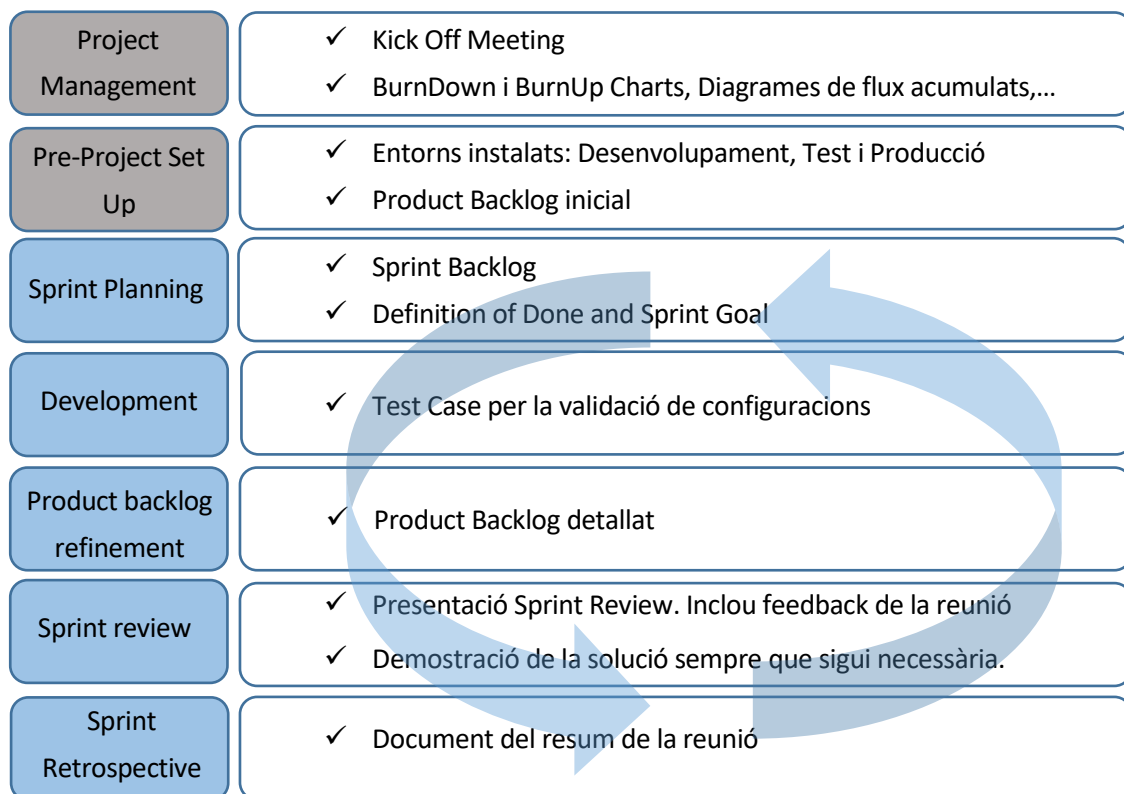 Project
Management
✓ Kick Off Meeting
✓ BurnDown i BurnUp Charts, Diagrames de flux acumulats,...
Pre-Project Set
Up
✓ Entorns instalats: Desenvolupament, Test i Producció
✓ Product Backlog inicial
Sprint Planning
✓ Sprint Backlog
✓ Definition of Done and Sprint Goal
Development
✓ Test Case per la validació de configuracions
Product backlog
refinement
✓ Product Backlog detallat
Sprint review
✓ Presentació Sprint Review. Inclou feedback de la reunió
✓ Demostració de la solució sempre que sigui necessària.
Sprint
Retrospective
✓ Document del resum de la reunió